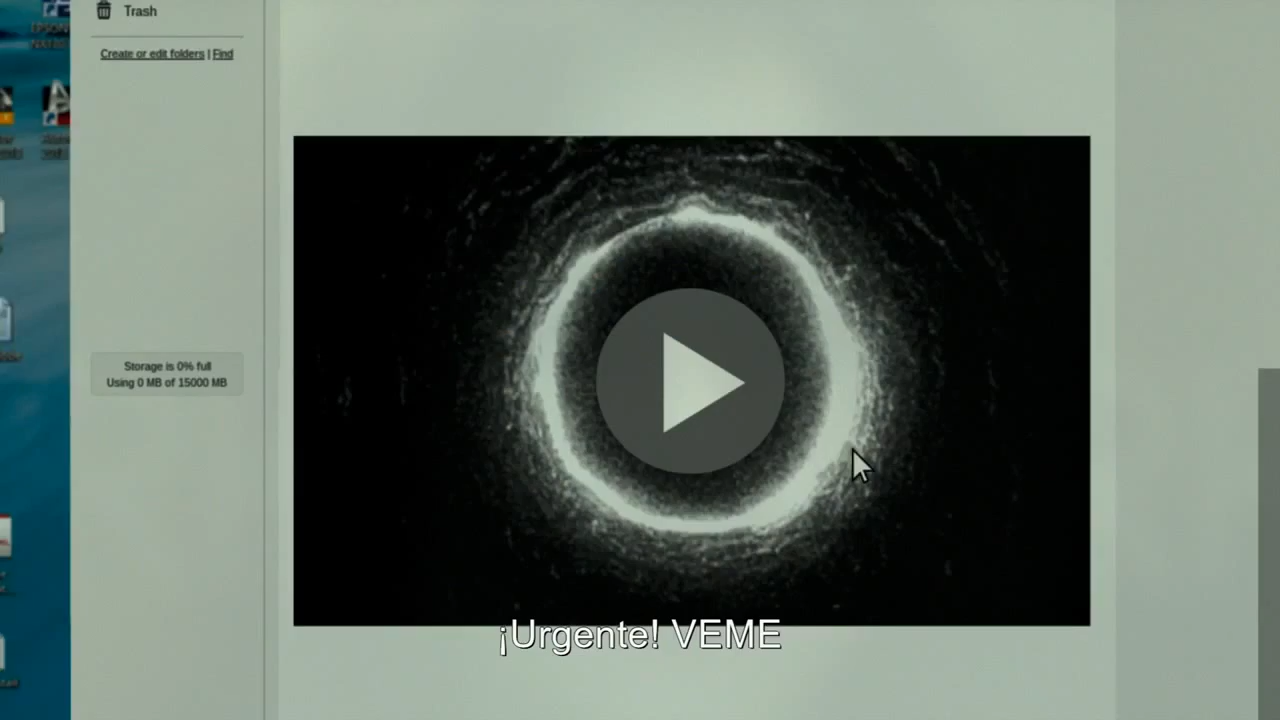 Trash
Create or edit folders | Find
Storage is 0% full
Using 0 MB of 15000 MB
¡Urgente! VEME